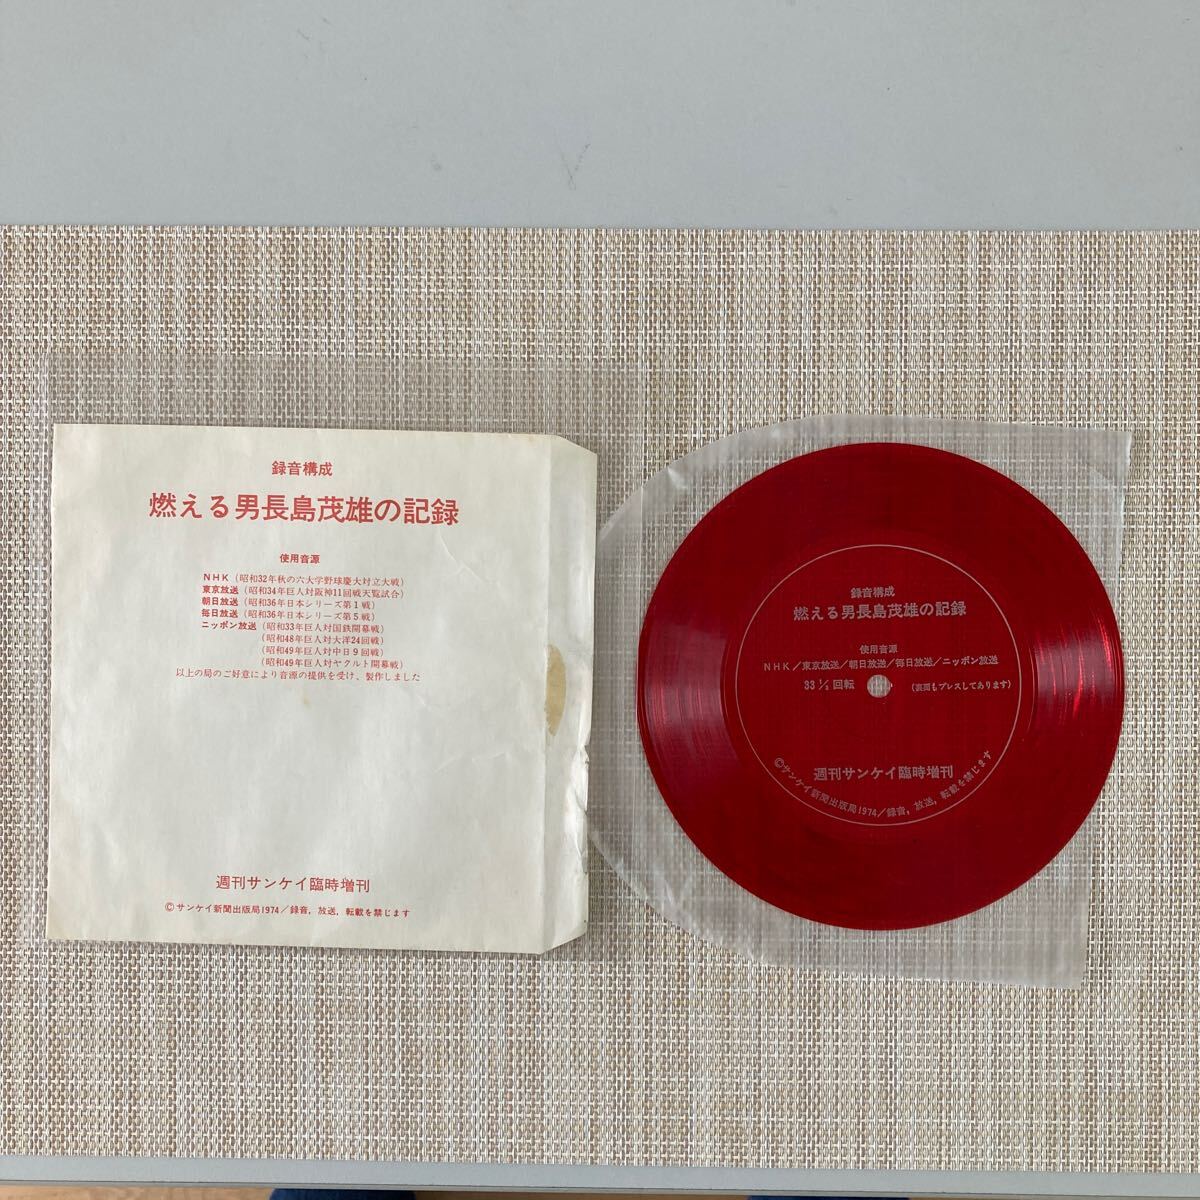 録音構成
燃える男長島茂雄の記録
使用音源
NHK(昭和32年秋の六大学野球慶大対立大戦)
東京放送(昭和34年巨人対阪神11回戦天覧試合)
朝日放送(昭和36年日本シリーズ第1戦)
毎日放送(昭和36年日本シリーズ第5戦)
ニッポン放送(昭和33年巨人対国鉄開幕戦)
(昭和48年巨人対大洋24回戦)
(昭和49年巨人対中日9回戦)
(昭和49年巨人対ヤクルト開幕戦)
以上の局のご好意により音源の提供を受け、製作しました
週刊サンケイ臨時増刊
©サンケイ新聞出版局1974/録音,放送,転載を禁じます
録音構成
燃える男長島茂雄の記録
使用音源
NHK/東京放送/朝日放送/毎日放送/ニッポン放送
33 1/3 回転 (裏面もプレスしてあります)
週刊サンケイ臨時増刊
©サンケイ新聞出版局1974/録音,放送,転載を禁じます